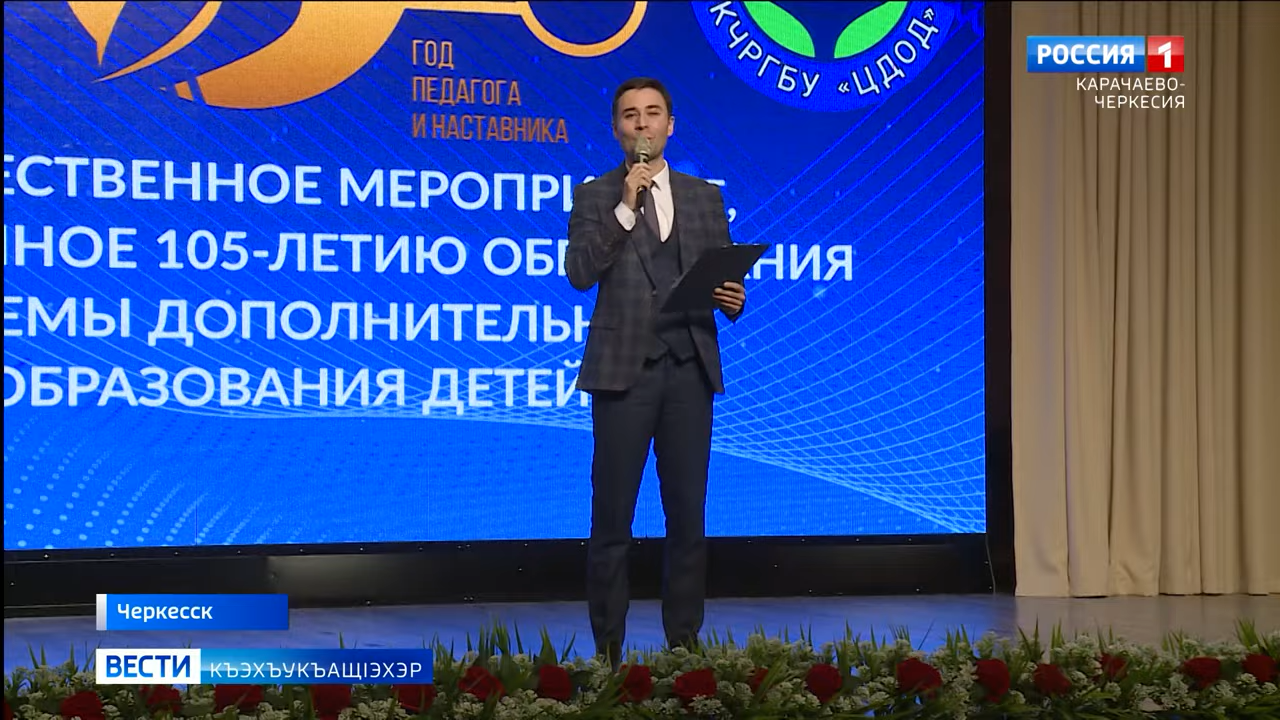 ГОД
ПЕДАГОГА
И НАСТАВНИКА
КЧРГБУ "ЦДОД"
РОССИЯ 1
КАРАЧАЕВО-
ЧЕРКЕСИЯ
ЕСТВЕННОЕ МЕРОПРИ Е,
ННОЕ 105-ЛЕТИЮ ОБ АНИЯ
ЕМЫ ДОПОЛНИТЕЛЬН
ОБРАЗОВАНИЯ ДЕТЕЙ
Черкесск
ВЕСТИ КЪЭХЪУКЪАЩIЭХЭР